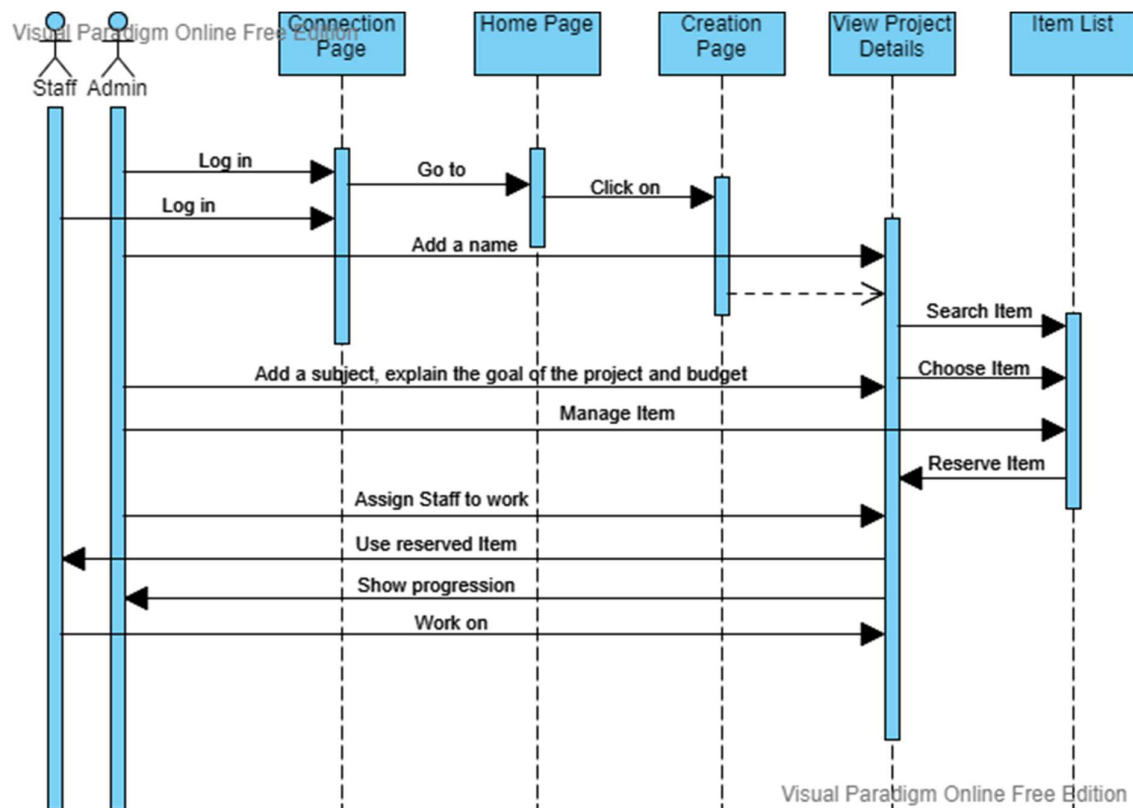 Visual Paradigm Online Free Edition
Connection
Page
Home Page
Creation
Page
View Project
Details
Item List
Staff
Admin
Log in
Go to
Click on
Log in
Add a name
Search Item
Choose Item
Add a subject, explain the goal of the project and budget
Manage Item
Reserve Item
Assign Staff to work
Use reserved Item
Show progression
Work on
Visual Paradigm Online Free Edition